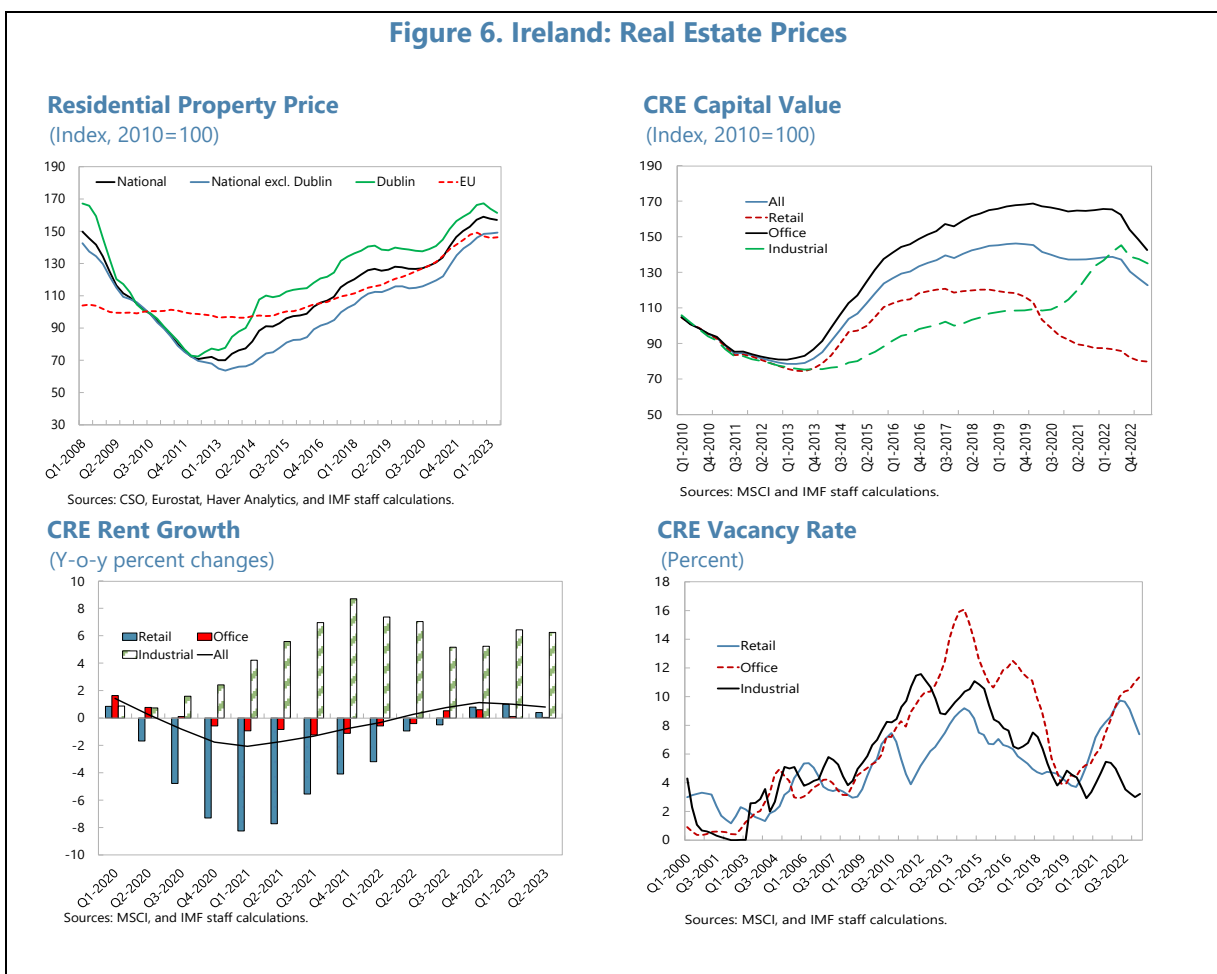 Figure 6. Ireland: Real Estate Prices
Residential Property Price
(Index, 2010=100)
190
170
150
130
110
90
70
50
30
National
National excl. Dublin
Dublin
EU
Q1-2008
Q2-2009
Q3-2010
Q4-2011
Q1-2013
Q2-2014
Q3-2015
Q4-2016
Q1-2018
Q2-2019
Q3-2020
Q4-2021
Q1-2023
Sources: CSO, Eurostat, Haver Analytics, and IMF staff calculations.
CRE Capital Value
(Index, 2010=100)
190
170
150
130
110
90
70
50
All
Retail
Office
Industrial
Q1-2010
Q4-2010
Q3-2011
Q2-2012
Q1-2013
Q4-2013
Q3-2014
Q2-2015
Q1-2016
Q4-2016
Q3-2017
Q2-2018
Q1-2019
Q4-2019
Q3-2020
Q2-2021
Q1-2022
Q4-2022
Sources: MSCI and IMF staff calculations.
CRE Rent Growth
(Y-o-y percent changes)
10
8
6
4
2
0
-2
-4
-6
-8
-10
Retail
Office
Industrial
All
Q1-2020
Q2-2020
Q3-2020
Q4-2020
Q1-2021
Q2-2021
Q3-2021
Q4-2021
Q1-2022
Q2-2022
Q3-2022
Q4-2022
Q1-2023
Q2-2023
Sources: MSCI, and IMF staff calculations.
CRE Vacancy Rate
(Percent)
18
16
14
12
10
8
6
4
2
0
Retail
Office
Industrial
Q1-2000
Q3-2001
Q1-2003
Q3-2004
Q1-2006
Q3-2007
Q1-2009
Q3-2010
Q1-2012
Q3-2013
Q1-2015
Q3-2016
Q1-2018
Q3-2019
Q1-2021
Q3-2022
Sources: MSCI, and IMF staff calculations.